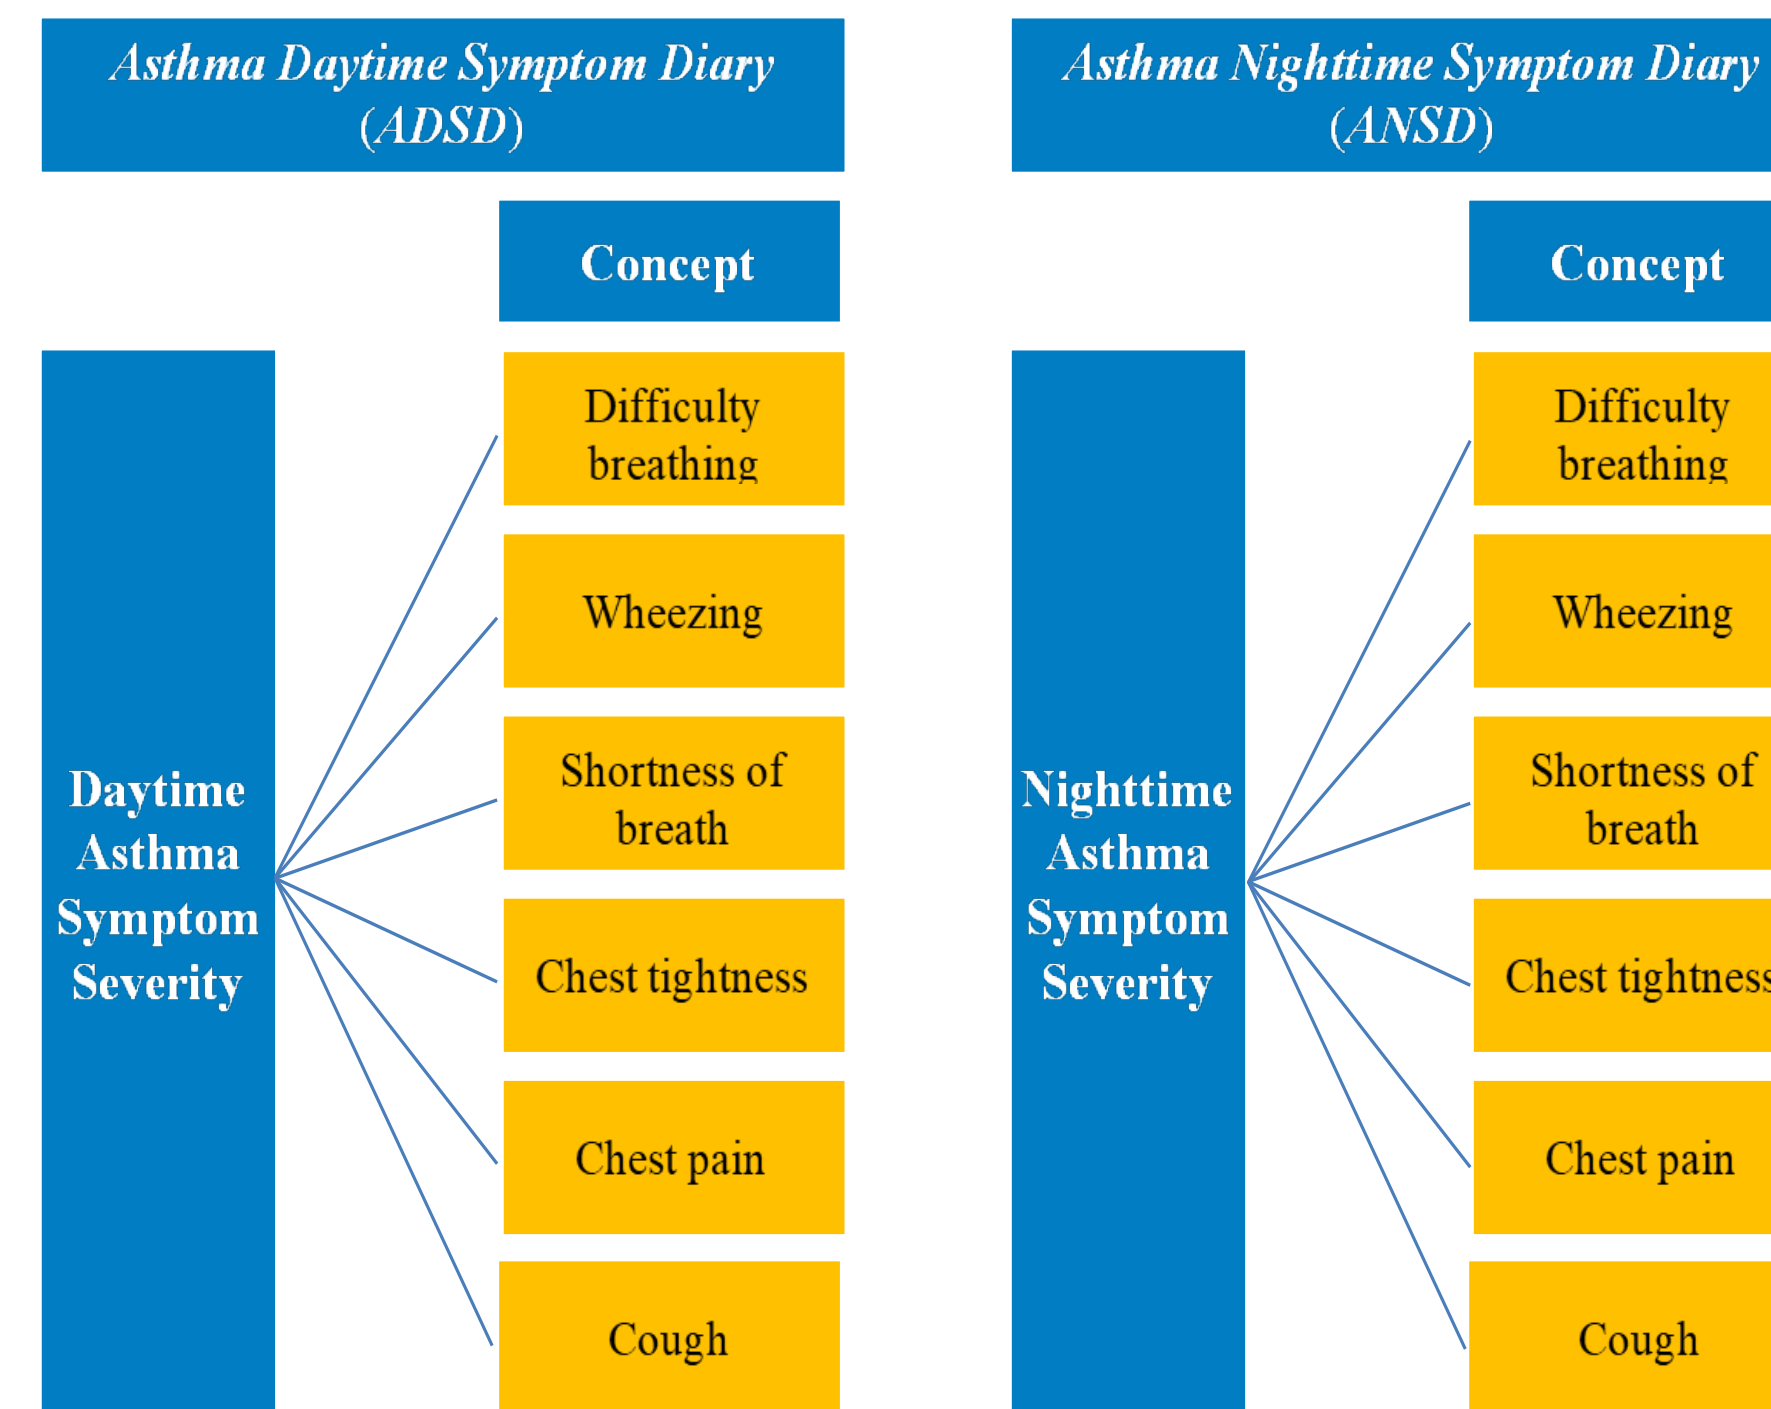 Asthma Daytime Symptom Diary
(ADSD)
Concept
Daytime
Asthma
Symptom
Severity
Difficulty
breathing
Wheezing
Shortness of
breath
Chest tightness
Chest pain
Cough
Asthma Nighttime Symptom Diary
(ANSD)
Concept
Nighttime
Asthma
Symptom
Severity
Difficulty
breathing
Wheezing
Shortness of
breath
Chest tightness
Chest pain
Cough